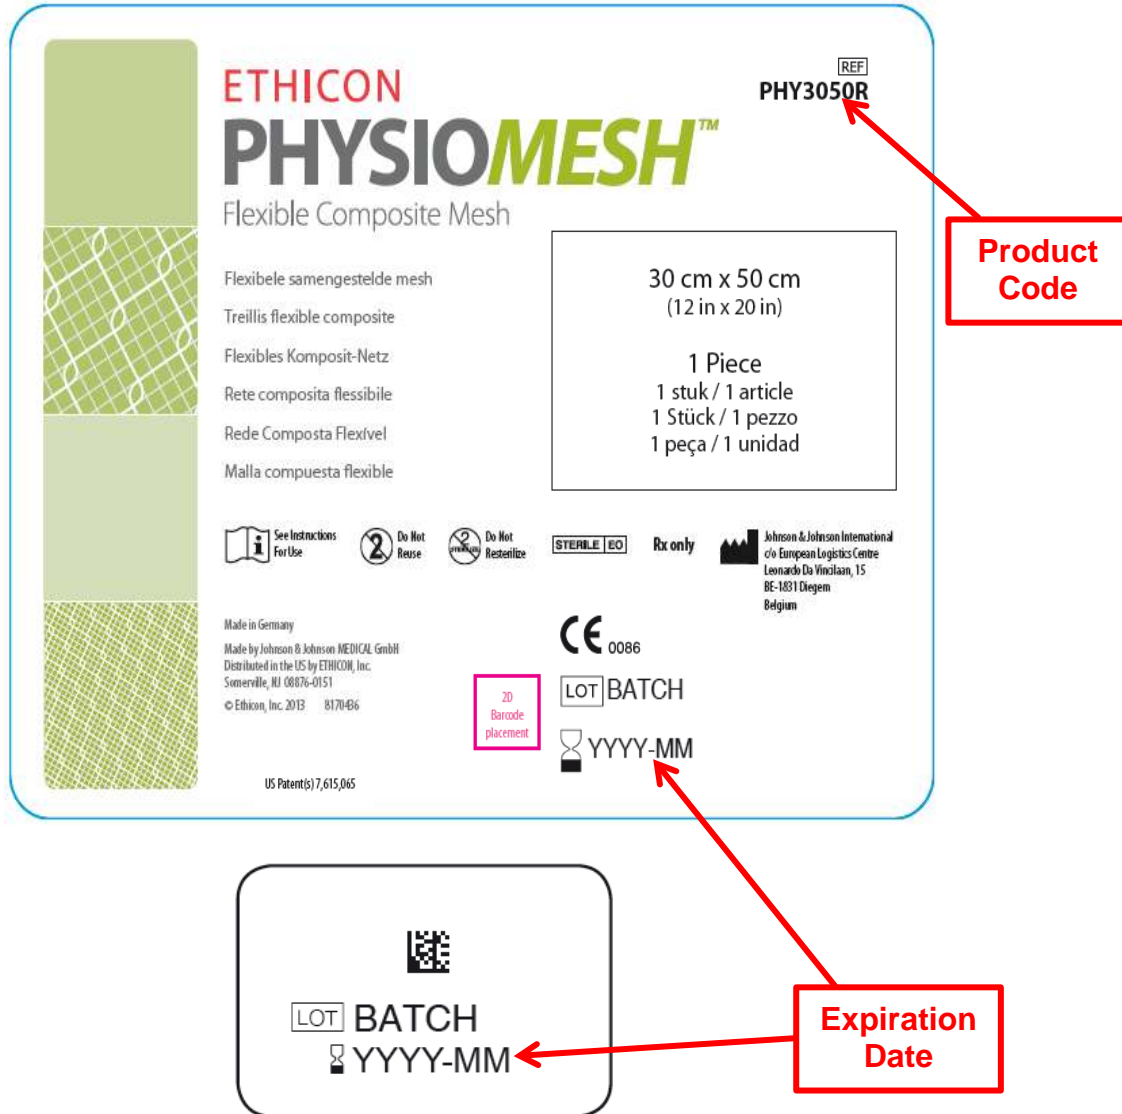 ETHICON
PHYSIOMESH™
Flexible Composite Mesh
REF
PHY3050R
Product
Code
Flexibele samengestelde mesh
Treillis flexible composite
Flexibles Komposit-Netz
Rete composita flessibile
Rede Composta Flexível
Malla compuesta flexible
30 cm x 50 cm
(12 in x 20 in)
1 Piece
1 stuk / 1 article
1 Stück / 1 pezzo
1 peça / 1 unidad
See Instructions
For Use
2
Do Not
Reuse
2
STERILIZE
Do Not
Resterilize
STERILE EO
Rx only
Johnson & Johnson International
c/o European Logistics Centre
Leonardo Da Vincilaan, 15
BE-1831 Diegem
Belgium
Made in Germany
Made by Johnson & Johnson MEDICAL GmbH
Distributed in the US by ETHICON, Inc.
Somerville, NJ 08876-0151
© Ethicon, Inc. 2013 8170436
2D
Barcode
placement
CE 0086
LOT BATCH
YYYY-MM
US Patent(s) 7,615,065
LOT BATCH
YYYY-MM
Expiration
Date